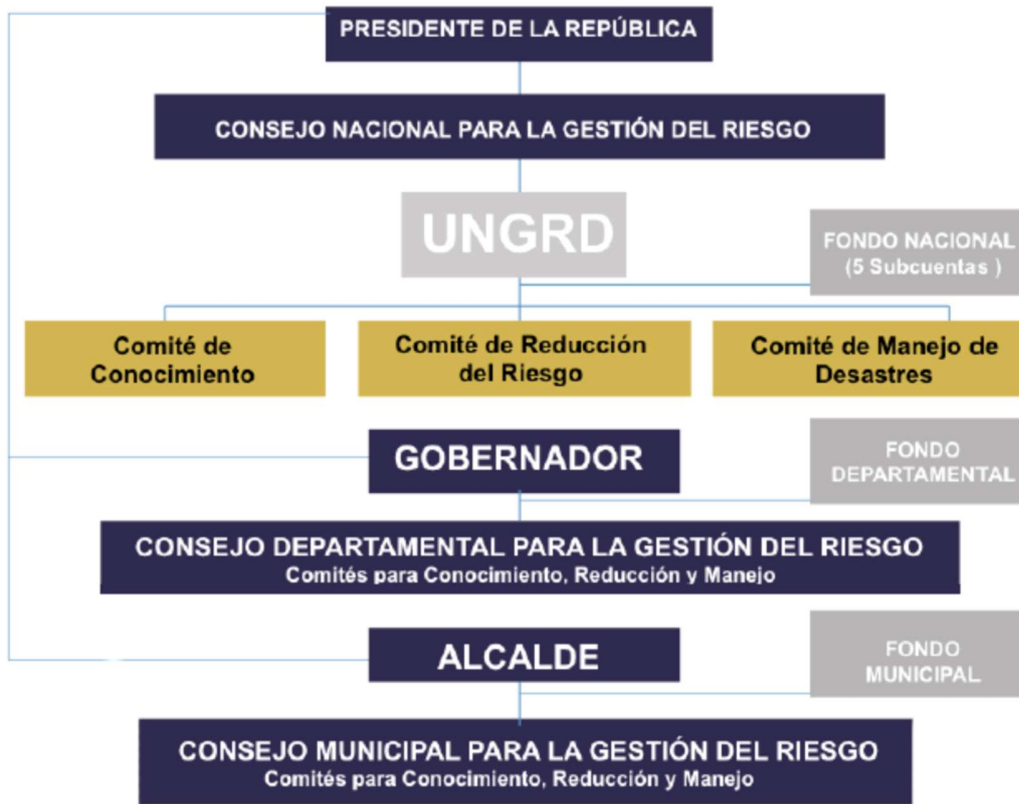 PRESIDENTE DE LA REPÚBLICA
CONSEJO NACIONAL PARA LA GESTIÓN DEL RIESGO
UNGRD
FONDO NACIONAL
(5 Subcuentas )
Comité de
Conocimiento
Comité de Reducción
del Riesgo
Comité de Manejo de
Desastres
GOBERNADOR
FONDO
DEPARTAMENTAL
CONSEJO DEPARTAMENTAL PARA LA GESTIÓN DEL RIESGO
Comités para Conocimiento, Reducción y Manejo
ALCALDE
FONDO
MUNICIPAL
CONSEJO MUNICIPAL PARA LA GESTIÓN DEL RIESGO
Comités para Conocimiento, Reducción y Manejo